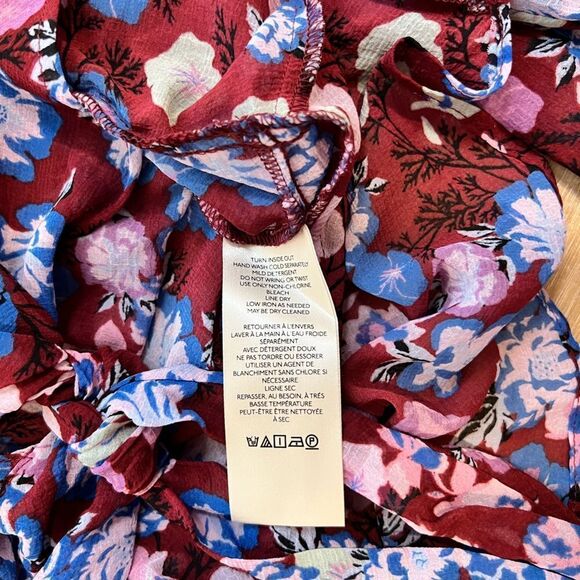 TURN INSIDE OUT
HAND WASH COLD SEPARATELY
MILD DETERGENT
DO NOT WRING OR TWIST
USE ONLY NON-CHLORINE
BLEACH
LINE DRY
LOW IRON AS NEEDED
MAY BE DRY CLEANED
RETOURNER À L'ENVERS
LAVER À LA MAIN À L'EAU FROIDE
SÉPARÉMENT
AVEC DÉTERGENT DOUX
NE PAS TORDRE OU ESSORER
UTILISER UN AGENT DE
BLANCHIMENT SANS CHLORE SI
NÉCESSAIRE
LIGNE SEC
REPASSER, AU BESOIN, À TRÉS
BASSE TEMPÉRATURE
PEUT-ÊTRE ÊTRE NETTOYÉE
À SEC